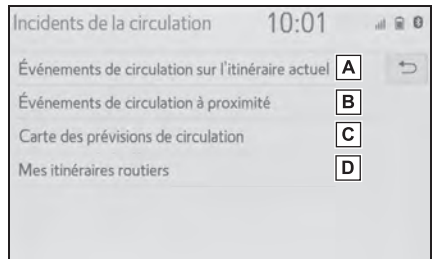 Incidents de la circulation 10:01
Événements de circulation sur l'itinéraire actuel A
Événements de circulation à proximité B
Carte des prévisions de circulation C
Mes itinéraires routiers D